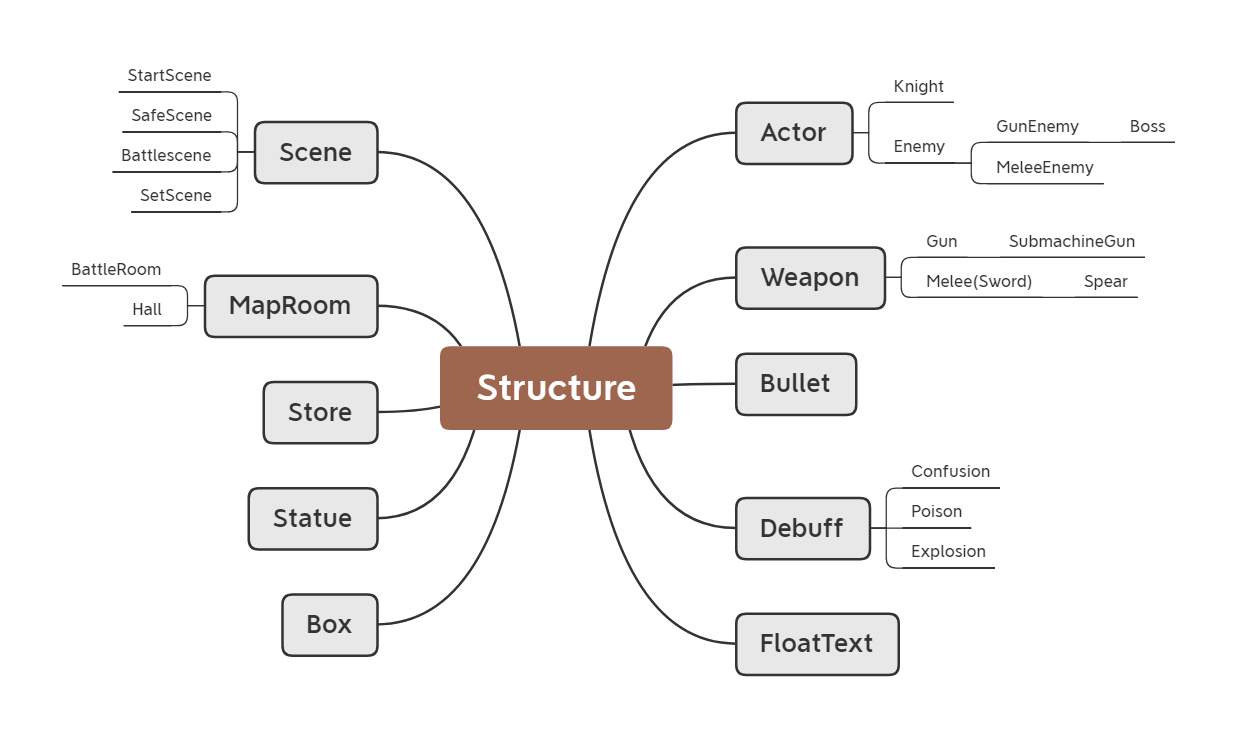 Structure
Actor
Knight
Enemy
GunEnemy
Boss
MeleeEnemy
Weapon
Gun
SubmachineGun
Melee(Sword)
Spear
Bullet
Debuff
Confusion
Poison
Explosion
FloatText
Scene
StartScene
SafeScene
Battlescene
SetScene
MapRoom
BattleRoom
Hall
Store
Statue
Box